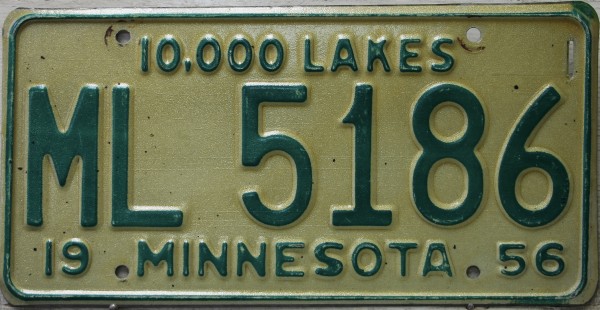 10,000 LAKES
ML 5186
19 MINNESOTA 56